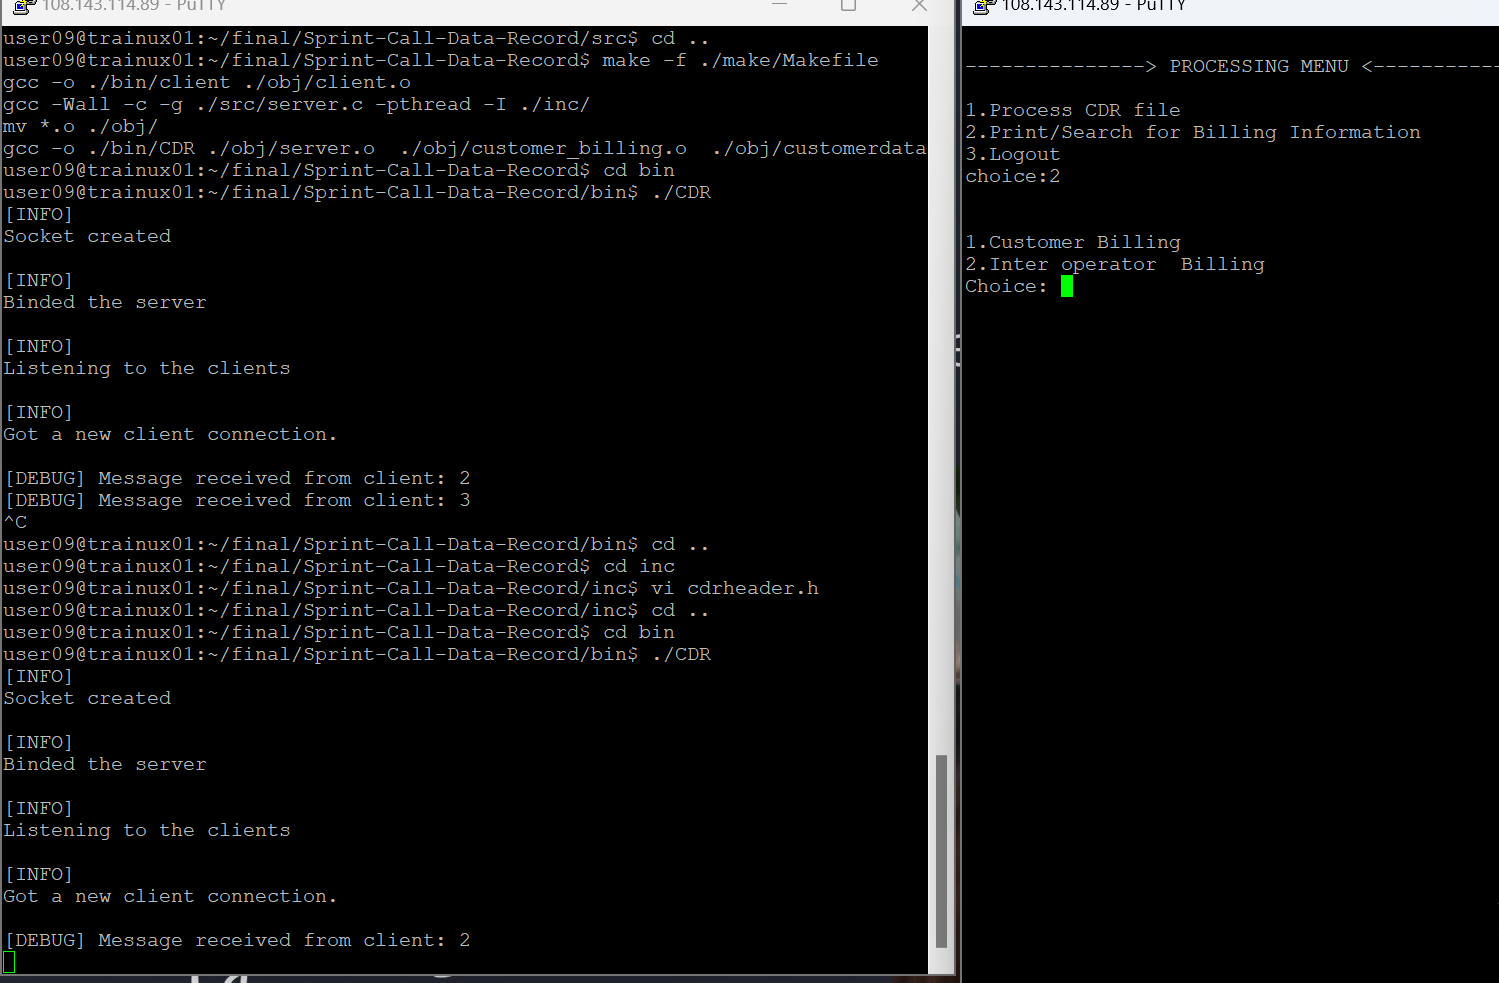 108.143.114.89 - PuTTY
user09@trainux01:~/final/Sprint-Call-Data-Record/src$ cd ..
user09@trainux01:~/final/Sprint-Call-Data-Record$ make -f ./make/Makefile
gcc -o ./bin/client ./obj/client.o
gcc -Wall -c -g ./src/server.c -pthread -I ./inc/
mv *.o ./obj/
gcc -o ./bin/CDR ./obj/server.o  ./obj/customer_billing.o  ./obj/customerdata
user09@trainux01:~/final/Sprint-Call-Data-Record$ cd bin
user09@trainux01:~/final/Sprint-Call-Data-Record/bin$ ./CDR
[INFO]
Socket created
[INFO]
Binded the server
[INFO]
Listening to the clients
[INFO]
Got a new client connection.
[DEBUG] Message received from client: 2
[DEBUG] Message received from client: 3
^C
user09@trainux01:~/final/Sprint-Call-Data-Record/bin$ cd ..
user09@trainux01:~/final/Sprint-Call-Data-Record$ cd inc
user09@trainux01:~/final/Sprint-Call-Data-Record/inc$ vi cdrheader.h
user09@trainux01:~/final/Sprint-Call-Data-Record/inc$ cd ..
user09@trainux01:~/final/Sprint-Call-Data-Record$ cd bin
user09@trainux01:~/final/Sprint-Call-Data-Record/bin$ ./CDR
[INFO]
Socket created
[INFO]
Binded the server
[INFO]
Listening to the clients
[INFO]
Got a new client connection.
[DEBUG] Message received from client: 2
108.143.114.89 - PuTTY
---------------> PROCESSING MENU <-----------
1.Process CDR file
2.Print/Search for Billing Information
3.Logout
choice:2
1.Customer Billing
2.Inter operator  Billing
Choice: